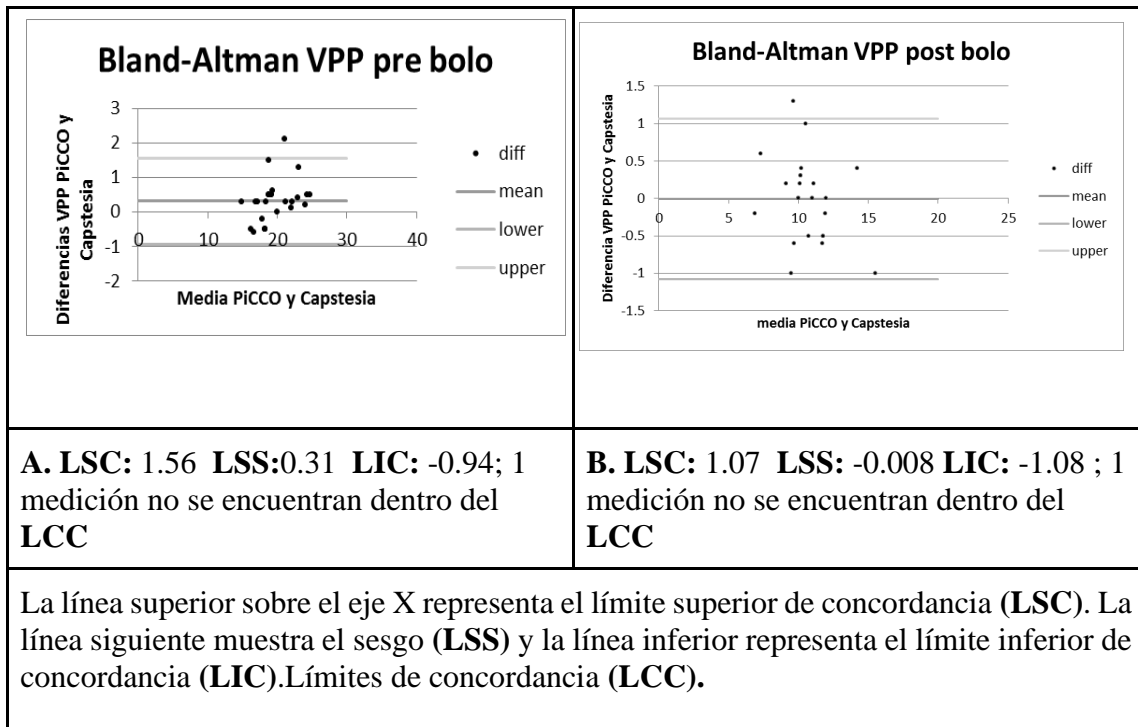 Bland-Altman VPP pre bolo
Diferencias VPP PiCCO y
Capstesia
3
2
1
0
-1
-2
0
10
20
30
40
Media PiCCO y Capstesia
diff
mean
lower
upper
Bland-Altman VPP post bolo
Diferencia VPP PiCCO y Capstesia
1.5
1
0.5
0
-0.5
-1
-1.5
0
5
10
15
20
25
media PiCCO y Capstesia
diff
mean
lower
upper
A. LSC: 1.56 LSS:0.31 LIC: -0.94; 1
medición no se encuentran dentro del
LCC
B. LSC: 1.07 LSS: -0.008 LIC: -1.08 ; 1
medición no se encuentran dentro del
LCC
La línea superior sobre el eje X representa el límite superior de concordancia (LSC). La
línea siguiente muestra el sesgo (LSS) y la línea inferior representa el límite inferior de
concordancia (LIC).Límites de concordancia (LCC).